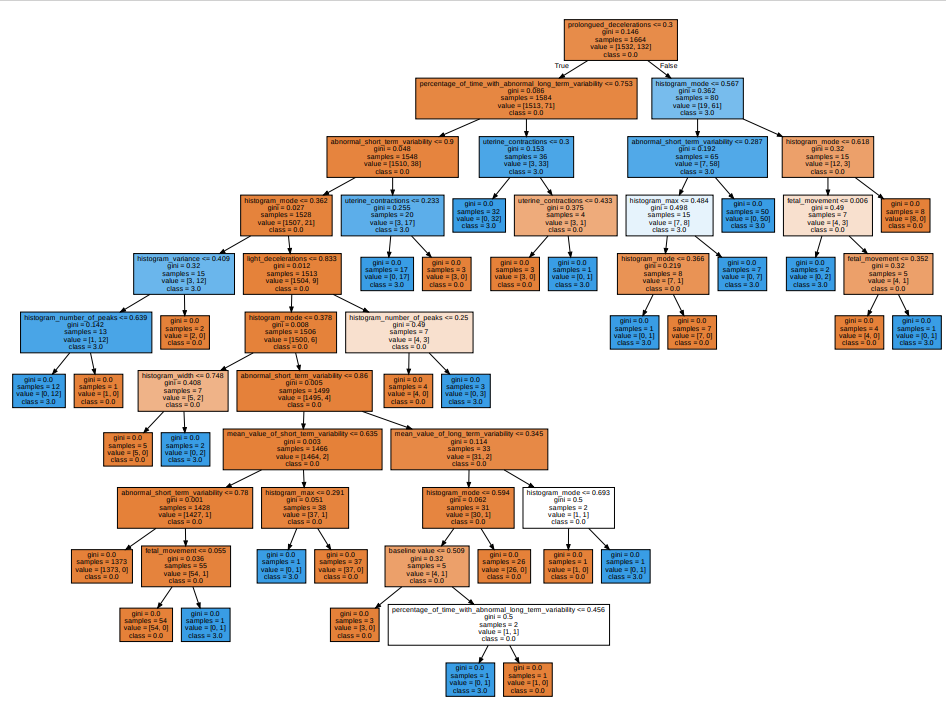 prolongued_decelerations <= 0.3
gini = 0.146
samples = 1664
value = [1532, 132]
class = 0.0
True
False
percentage_of_time_with_abnormal_long_term_variability <= 0.753
gini = 0.086
samples = 1584
value = [1513, 71]
class = 0.0
histogram_mode <= 0.567
gini = 0.362
samples = 80
value = [19, 61]
class = 3.0
abnormal_short_term_variability <= 0.9
gini = 0.048
samples = 1548
value = [1510, 38]
class = 0.0
uterine_contractions <= 0.3
gini = 0.153
samples = 36
value = [3, 33]
class = 3.0
abnormal_short_term_variability <= 0.287
gini = 0.192
samples = 65
value = [7, 58]
class = 3.0
histogram_mode <= 0.618
gini = 0.32
samples = 15
value = [12, 3]
class = 0.0
histogram_mode <= 0.362
gini = 0.027
samples = 1528
value = [1507, 21]
class = 0.0
uterine_contractions <= 0.233
gini = 0.255
samples = 20
value = [3, 17]
class = 3.0
gini = 0.0
samples = 32
value = [0, 32]
class = 3.0
uterine_contractions <= 0.433
gini = 0.375
samples = 4
value = [3, 1]
class = 0.0
histogram_max <= 0.484
gini = 0.498
samples = 15
value = [7, 8]
class = 3.0
gini = 0.0
samples = 50
value = [0, 50]
class = 3.0
fetal_movement <= 0.006
gini = 0.49
samples = 7
value = [4, 3]
class = 0.0
gini = 0.0
samples = 8
value = [8, 0]
class = 0.0
histogram_variance <= 0.409
gini = 0.32
samples = 15
value = [3, 12]
class = 3.0
light_decelerations <= 0.833
gini = 0.012
samples = 1513
value = [1504, 9]
class = 0.0
gini = 0.0
samples = 17
value = [0, 17]
class = 3.0
gini = 0.0
samples = 3
value = [3, 0]
class = 0.0
gini = 0.0
samples = 3
value = [3, 0]
class = 0.0
gini = 0.0
samples = 1
value = [0, 1]
class = 3.0
histogram_mode <= 0.366
gini = 0.219
samples = 8
value = [7, 1]
class = 0.0
gini = 0.0
samples = 7
value = [0, 7]
class = 3.0
gini = 0.0
samples = 2
value = [0, 2]
class = 3.0
fetal_movement <= 0.352
gini = 0.32
samples = 5
value = [4, 1]
class = 0.0
histogram_number_of_peaks <= 0.639
gini = 0.142
samples = 13
value = [1, 12]
class = 3.0
gini = 0.0
samples = 2
value = [2, 0]
class = 0.0
histogram_mode <= 0.378
gini = 0.008
samples = 1506
value = [1500, 6]
class = 0.0
histogram_number_of_peaks <= 0.25
gini = 0.49
samples = 7
value = [4, 3]
class = 0.0
gini = 0.0
samples = 1
value = [0, 1]
class = 3.0
gini = 0.0
samples = 7
value = [7, 0]
class = 0.0
gini = 0.0
samples = 4
value = [4, 0]
class = 0.0
gini = 0.0
samples = 1
value = [0, 1]
class = 3.0
gini = 0.0
samples = 12
value = [0, 12]
class = 3.0
gini = 0.0
samples = 1
value = [1, 0]
class = 0.0
histogram_width <= 0.748
gini = 0.408
samples = 7
value = [5, 2]
class = 0.0
abnormal_short_term_variability <= 0.86
gini = 0.005
samples = 1499
value = [1495, 4]
class = 0.0
gini = 0.0
samples = 4
value = [4, 0]
class = 0.0
gini = 0.0
samples = 3
value = [0, 3]
class = 3.0
gini = 0.0
samples = 5
value = [5, 0]
class = 0.0
gini = 0.0
samples = 2
value = [0, 2]
class = 3.0
mean_value_of_short_term_variability <= 0.635
gini = 0.003
samples = 1466
value = [1464, 2]
class = 0.0
mean_value_of_long_term_variability <= 0.345
gini = 0.114
samples = 33
value = [31, 2]
class = 0.0
abnormal_short_term_variability <= 0.78
gini = 0.001
samples = 1428
value = [1427, 1]
class = 0.0
histogram_max <= 0.291
gini = 0.051
samples = 38
value = [37, 1]
class = 0.0
histogram_mode <= 0.594
gini = 0.062
samples = 31
value = [30, 1]
class = 0.0
histogram_mode <= 0.693
gini = 0.5
samples = 2
value = [1, 1]
class = 0.0
gini = 0.0
samples = 1373
value = [1373, 0]
class = 0.0
fetal_movement <= 0.055
gini = 0.036
samples = 55
value = [54, 1]
class = 0.0
gini = 0.0
samples = 1
value = [0, 1]
class = 3.0
gini = 0.0
samples = 37
value = [37, 0]
class = 0.0
baseline value <= 0.509
gini = 0.32
samples = 5
value = [4, 1]
class = 0.0
gini = 0.0
samples = 26
value = [26, 0]
class = 0.0
gini = 0.0
samples = 1
value = [1, 0]
class = 0.0
gini = 0.0
samples = 1
value = [0, 1]
class = 3.0
gini = 0.0
samples = 54
value = [54, 0]
class = 0.0
gini = 0.0
samples = 1
value = [0, 1]
class = 3.0
gini = 0.0
samples = 3
value = [3, 0]
class = 0.0
percentage_of_time_with_abnormal_long_term_variability <= 0.456
gini = 0.5
samples = 2
value = [1, 1]
class = 0.0
gini = 0.0
samples = 1
value = [0, 1]
class = 3.0
gini = 0.0
samples = 1
value = [1, 0]
class = 0.0